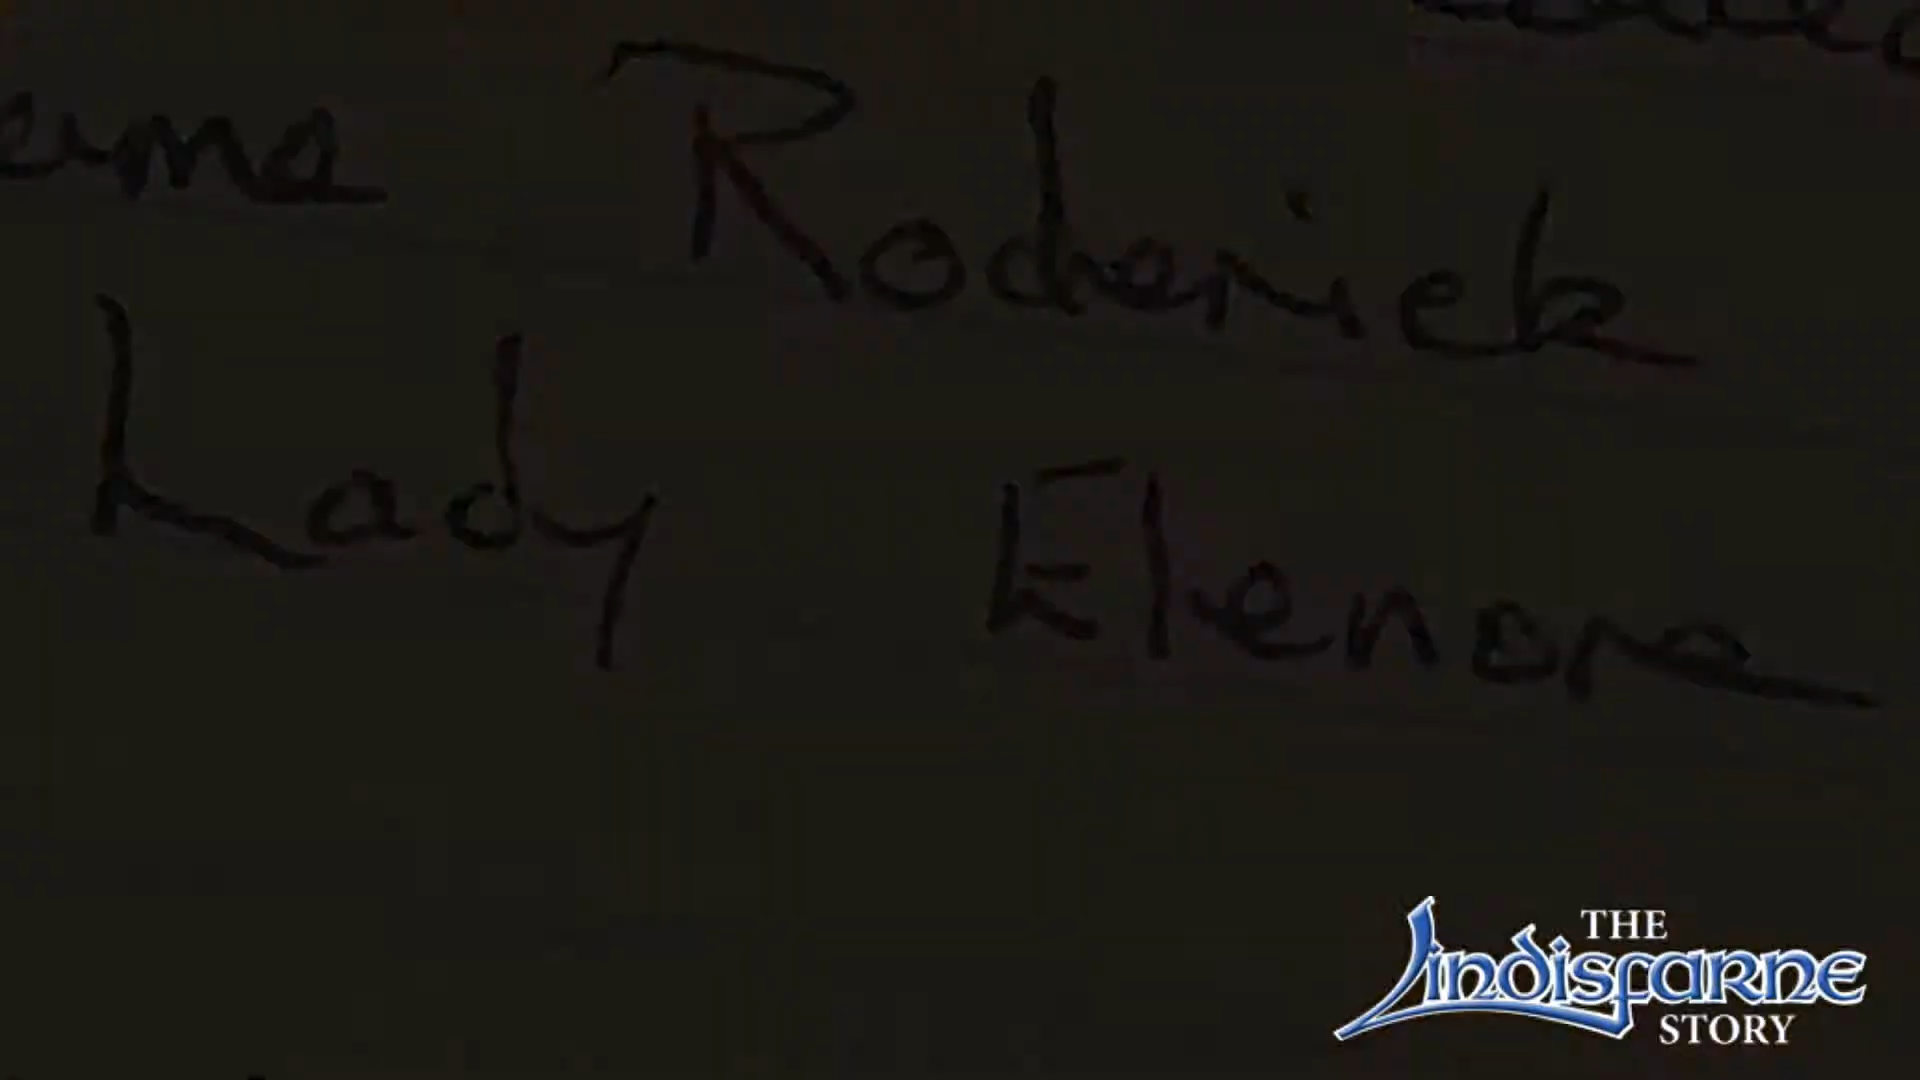 Roderick
Lady Elenore
THE
Lindisfarne
STORY